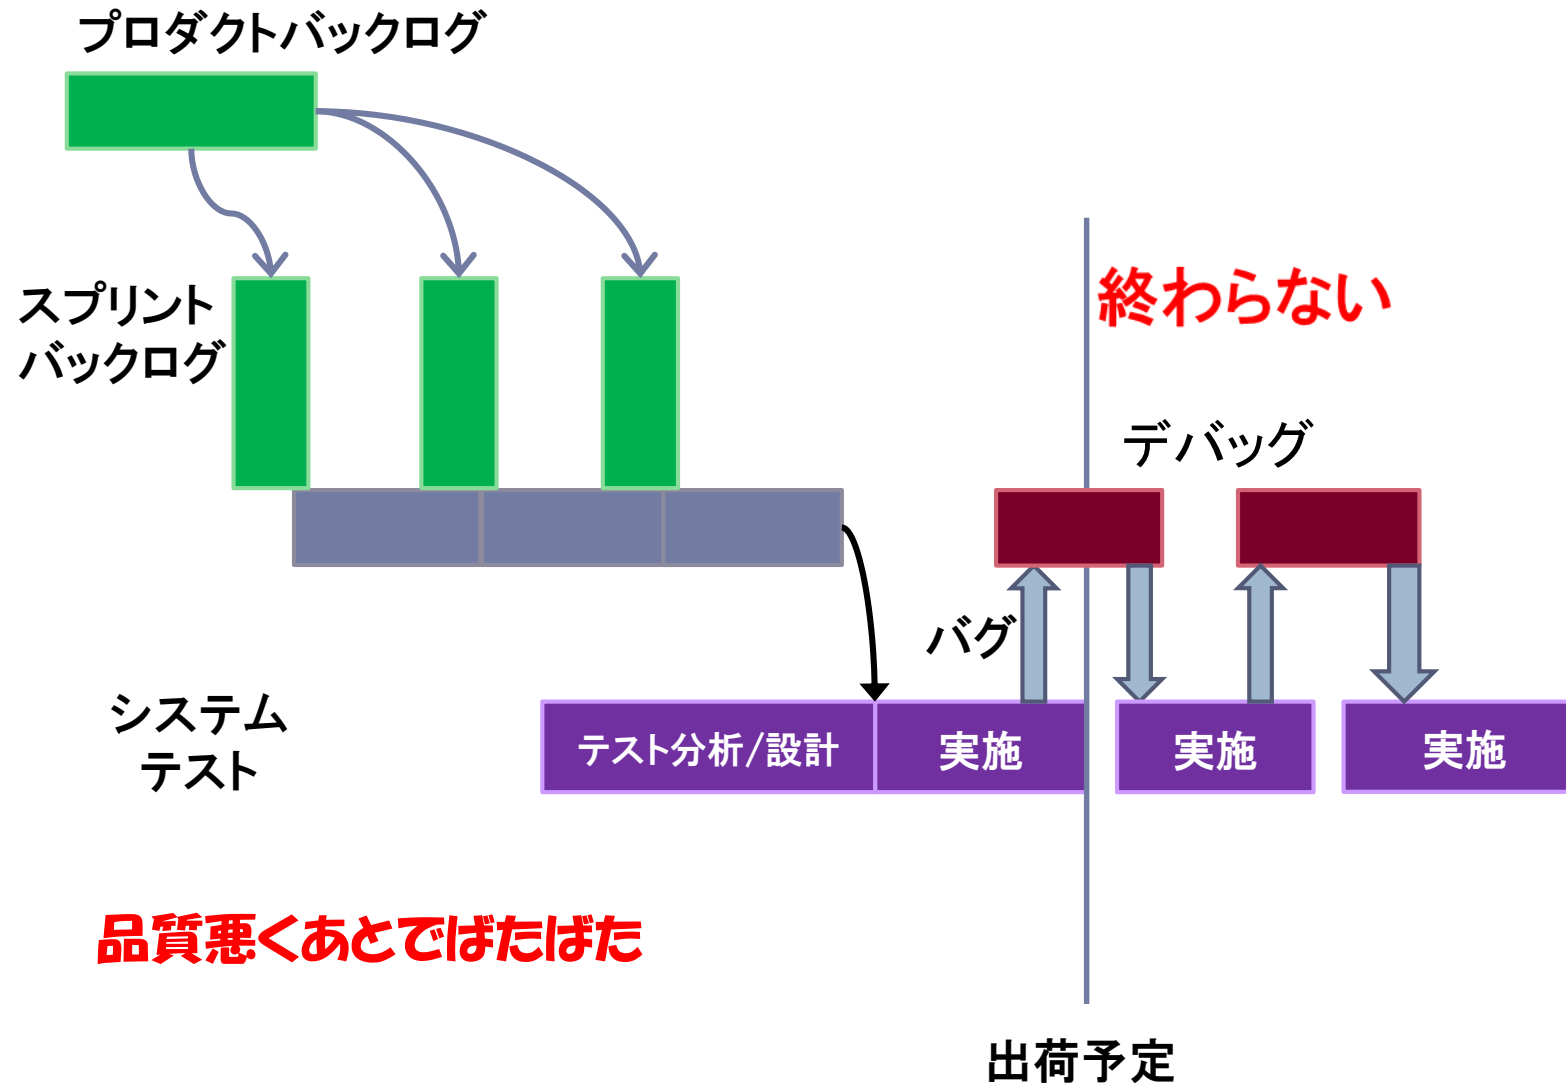 プロダクトバックログ
スプリント
バックログ
終わらない
デバッグ
バグ
システム
テスト
テスト分析/設計
実施
実施
実施
品質悪くあとでばたばた
出荷予定